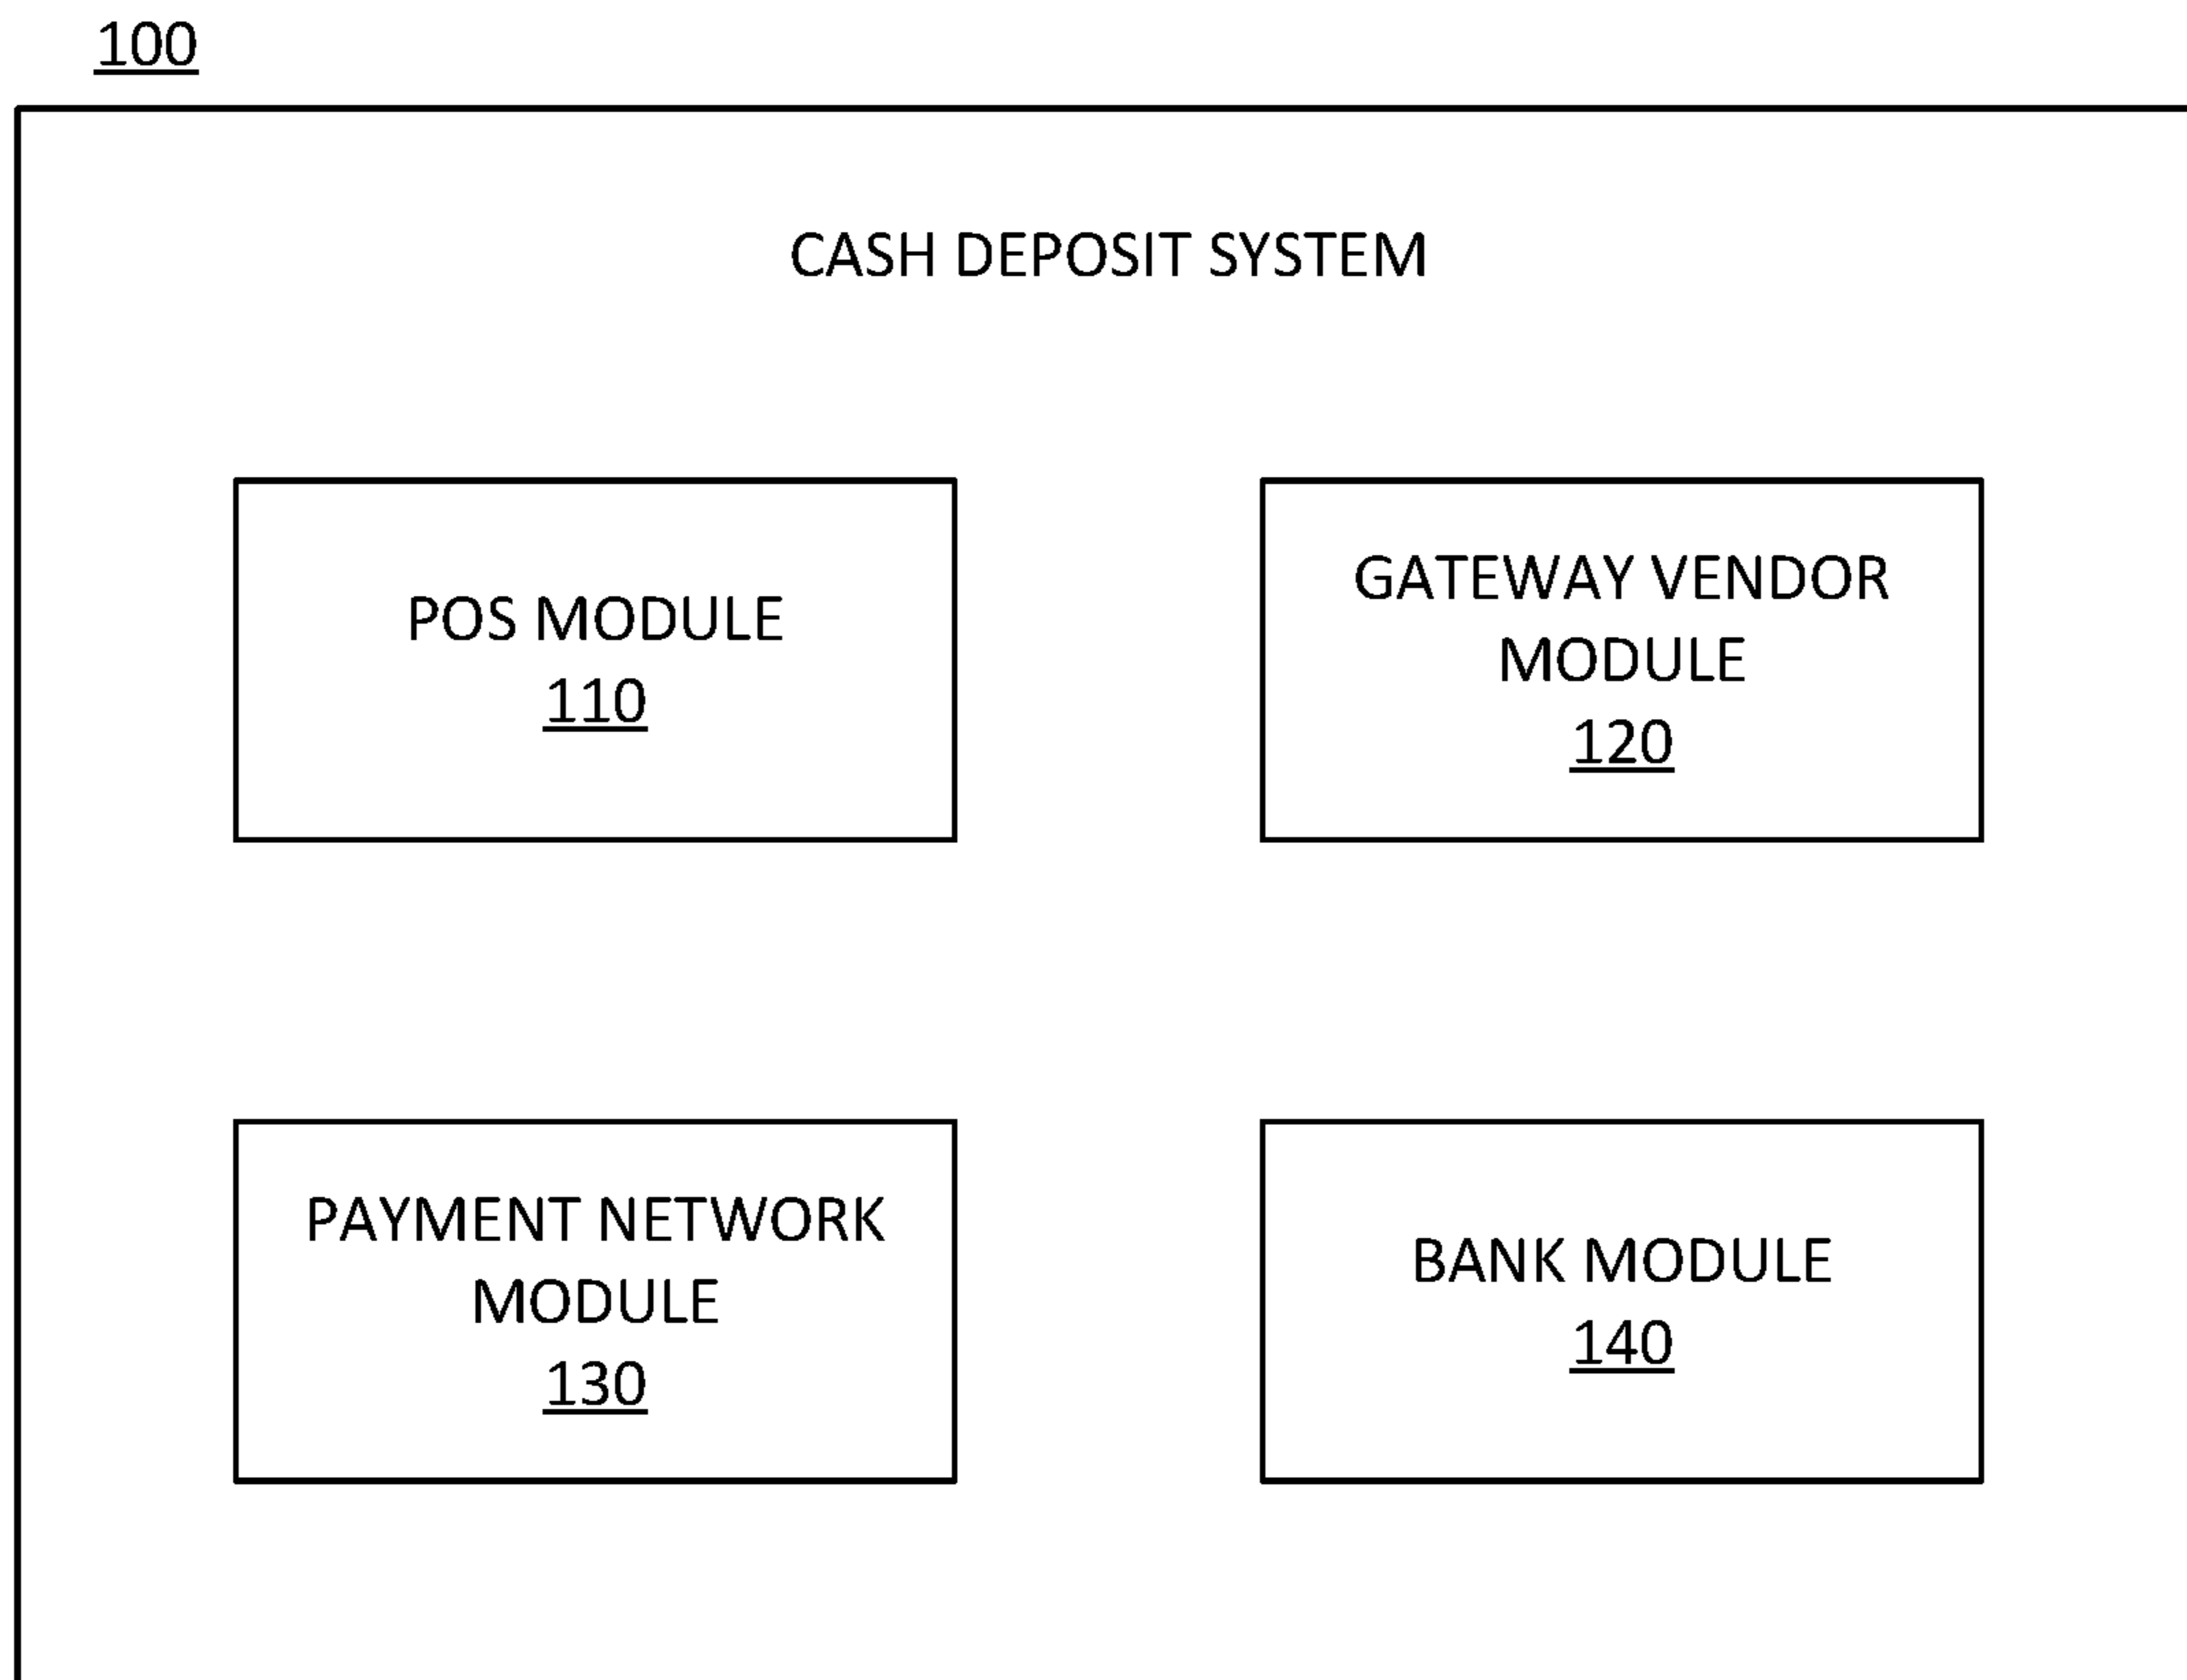 100
CASH DEPOSIT SYSTEM
POS MODULE
110
GATEWAY VENDOR
MODULE
120
PAYMENT NETWORK
MODULE
130
BANK MODULE
140